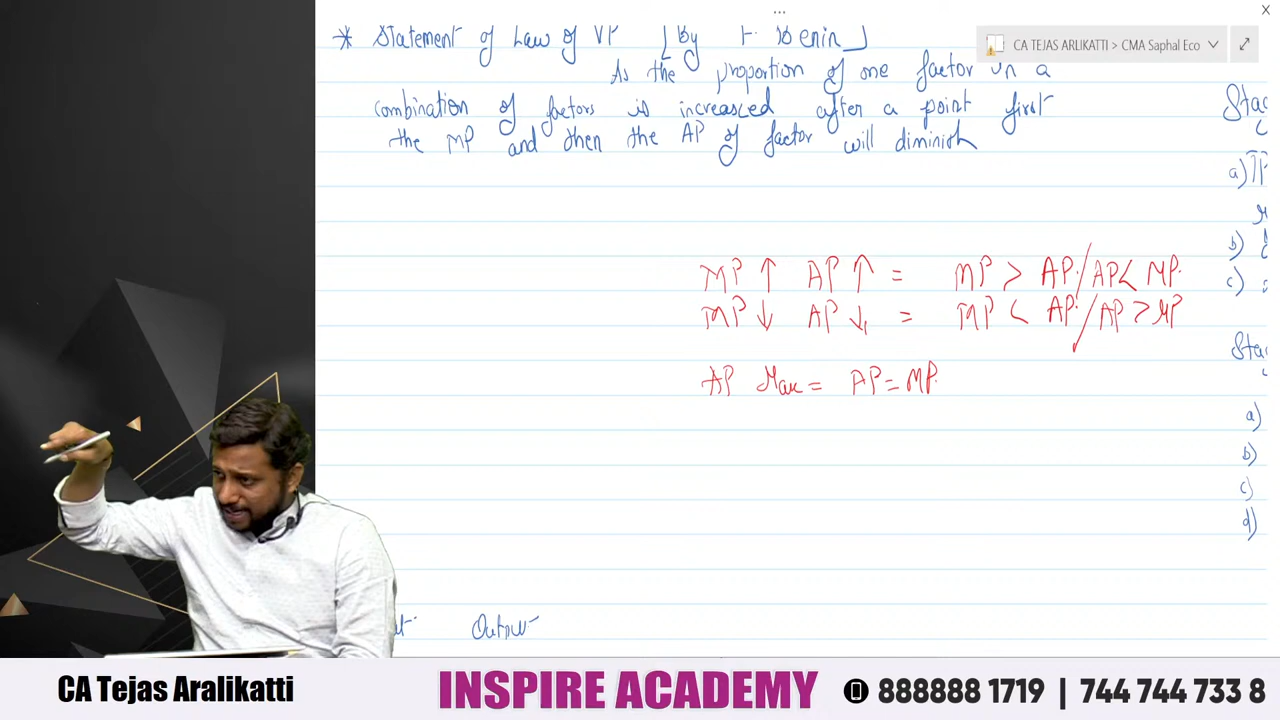 ...
CA TEJAS ARLIKATTI > CMA Saphal Eco
* Statement of Law of VP [By F. Benin]
As the proportion of one factor in a
combination of factors is increased after a point first
the MP and then the AP of factor will diminish
MP ↑ AP ↑ = MP > AP / AP < MP.
MP ↓ AP ↓ = MP < AP / AP > MP
AP Max = AP = MP.
Stag
a) TP
b)
c)
Stag
a)
b)
c)
d)
Output
CA Tejas Aralikatti
INSPIRE ACADEMY
888888 1719 | 744 744 733 8